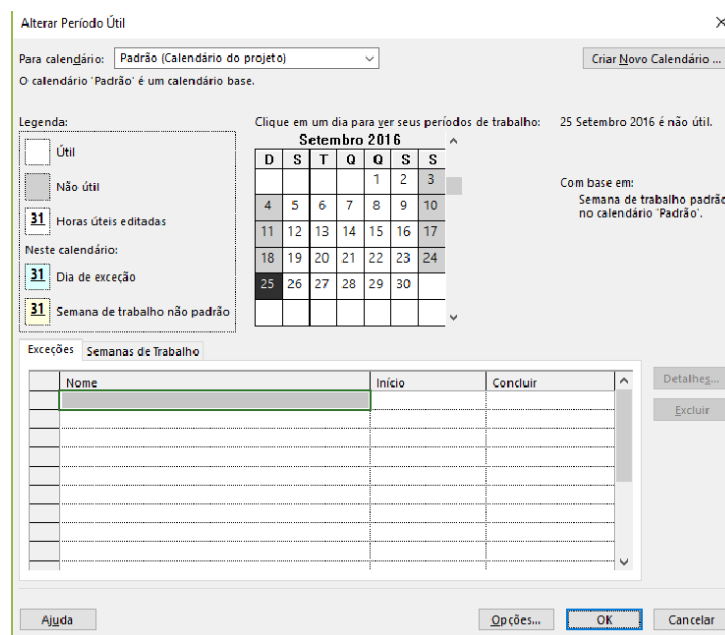 Alterar Período Útil
Para calendário: Padrão (Calendário do projeto)
Criar Novo Calendário ...
O calendário 'Padrão' é um calendário base.
Legenda:
Útil
Não útil
31 Horas úteis editadas
Neste calendário:
31 Dia de exceção
31 Semana de trabalho não padrão
Clique em um dia para ver seus períodos de trabalho:
Setembro 2016
D S T Q Q S S
1 2 3
4 5 6 7 8 9 10
11 12 13 14 15 16 17
18 19 20 21 22 23 24
25 26 27 28 29 30
25 Setembro 2016 é não útil.
Com base em:
Semana de trabalho padrão
no calendário 'Padrão'.
Exceções Semanas de Trabalho
Nome Início Concluir
Detalhes...
Excluir
Ajuda Opções... OK Cancelar